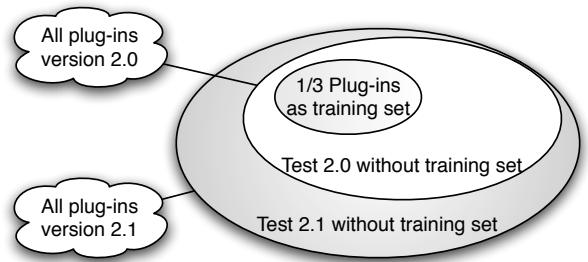 All plug-ins
version 2.0
1/3 Plug-ins
as training set
Test 2.0 without training set
All plug-ins
version 2.1
Test 2.1 without training set